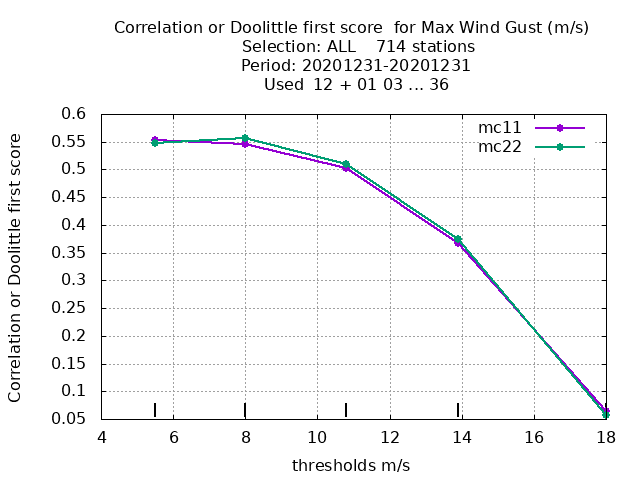 Correlation or Doolittle first score  for Max Wind Gust (m/s)
Selection: ALL    714 stations
Period: 20201231-20201231
Used  12 + 01 03 ... 36
Correlation or Doolittle first score
0.6
0.55
0.5
0.45
0.4
0.35
0.3
0.25
0.2
0.15
0.1
0.05
mc11
mc22
4 6 8 10 12 14 16 18
thresholds m/s